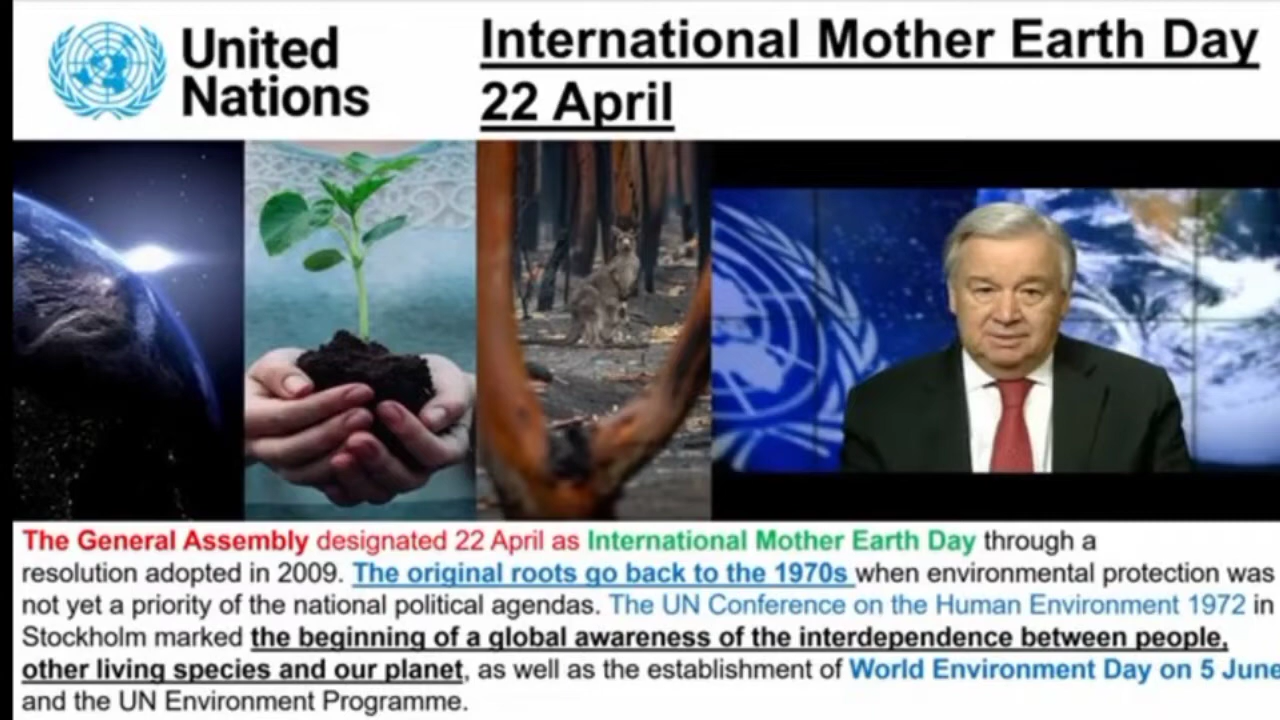 United
Nations
International Mother Earth Day
22 April
The General Assembly designated 22 April as International Mother Earth Day through a
resolution adopted in 2009. The original roots go back to the 1970s when environmental protection was
not yet a priority of the national political agendas. The UN Conference on the Human Environment 1972 in
Stockholm marked the beginning of a global awareness of the interdependence between people,
other living species and our planet, as well as the establishment of World Environment Day on 5 June
and the UN Environment Programme.